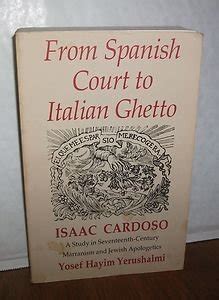 From Spanish
Court to
Italian Ghetto
ISAAC CARDOSO
A Study in Seventeenth-Century
Marranism and Jewish Apologetics
Yosef Hayim Yerushalmi